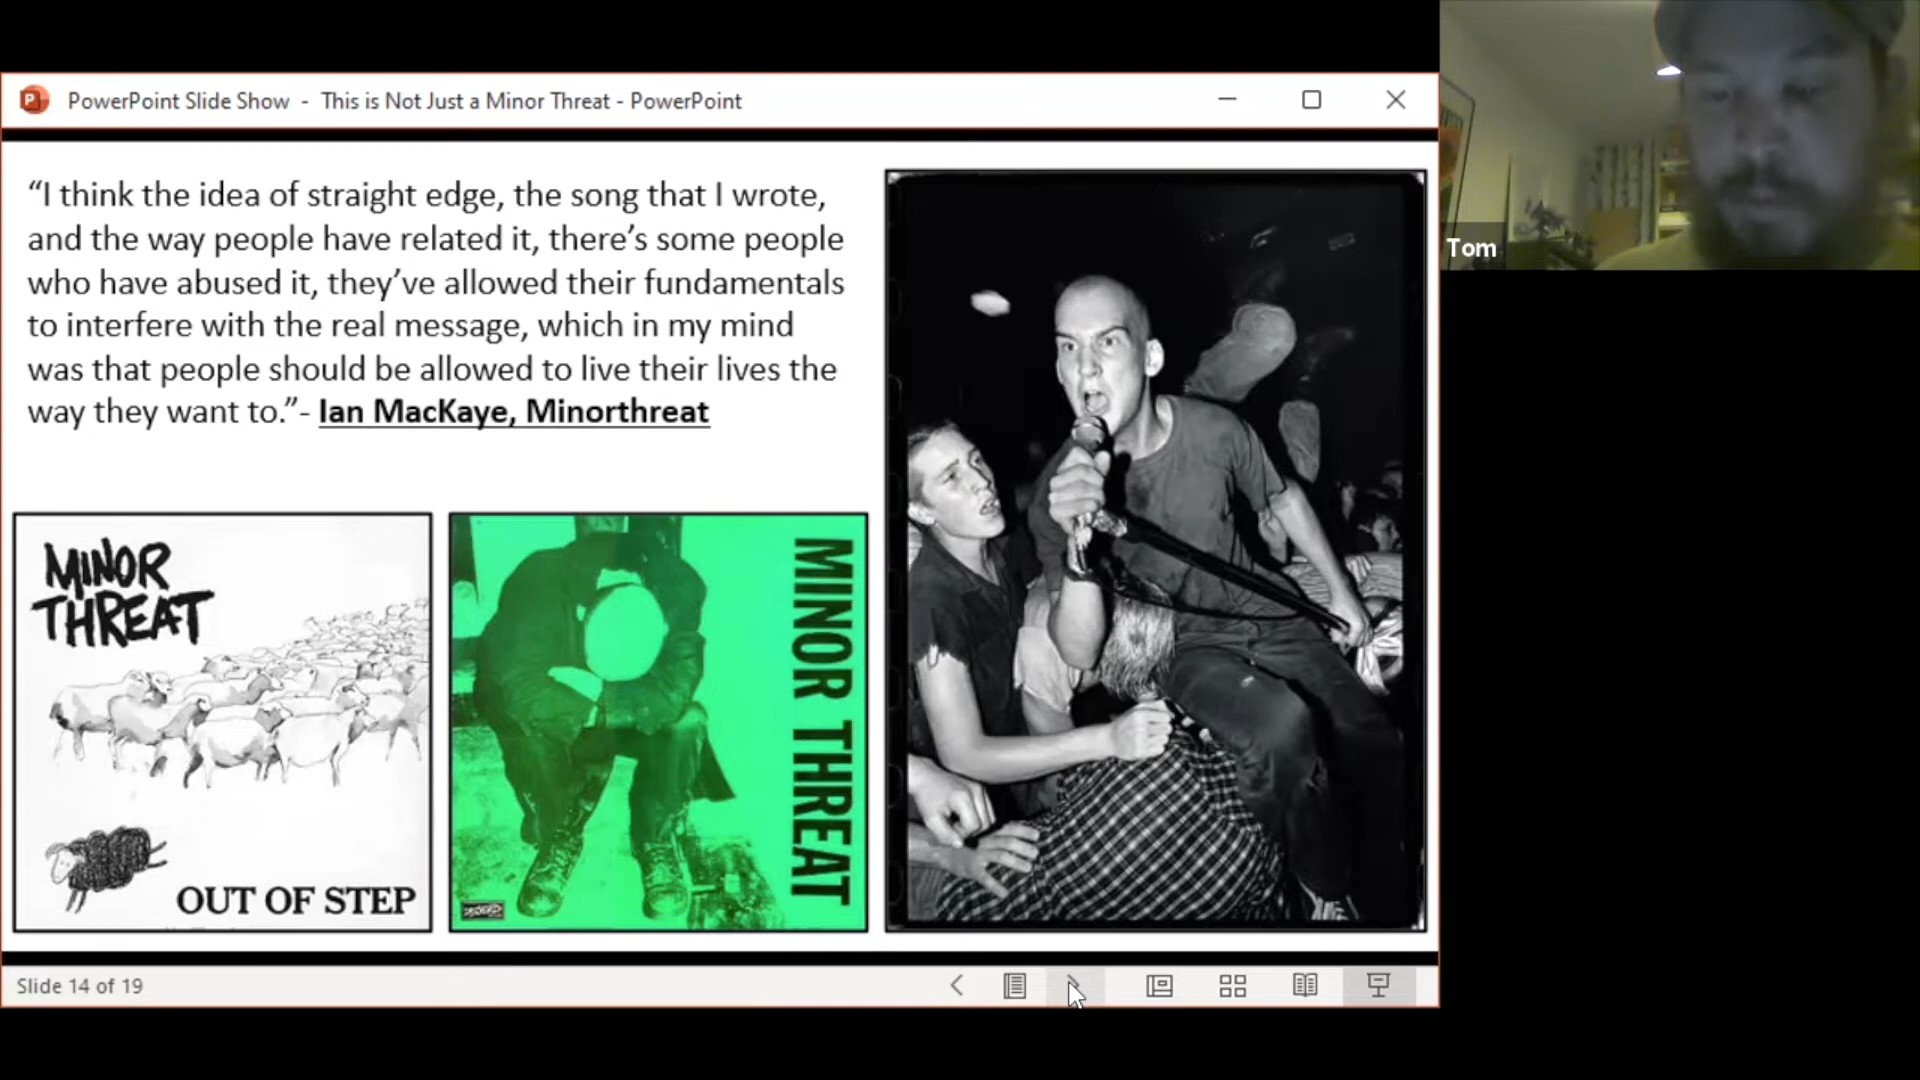 PowerPoint Slide Show - This is Not Just a Minor Threat - PowerPoint
“I think the idea of straight edge, the song that I wrote,
and the way people have related it, there’s some people
who have abused it, they’ve allowed their fundamentals
to interfere with the real message, which in my mind
was that people should be allowed to live their lives the
way they want to.”- Ian MacKaye, Minorthreat
MINOR
THREAT
OUT OF STEP
MINOR THREAT
Slide 14 of 19
Tom